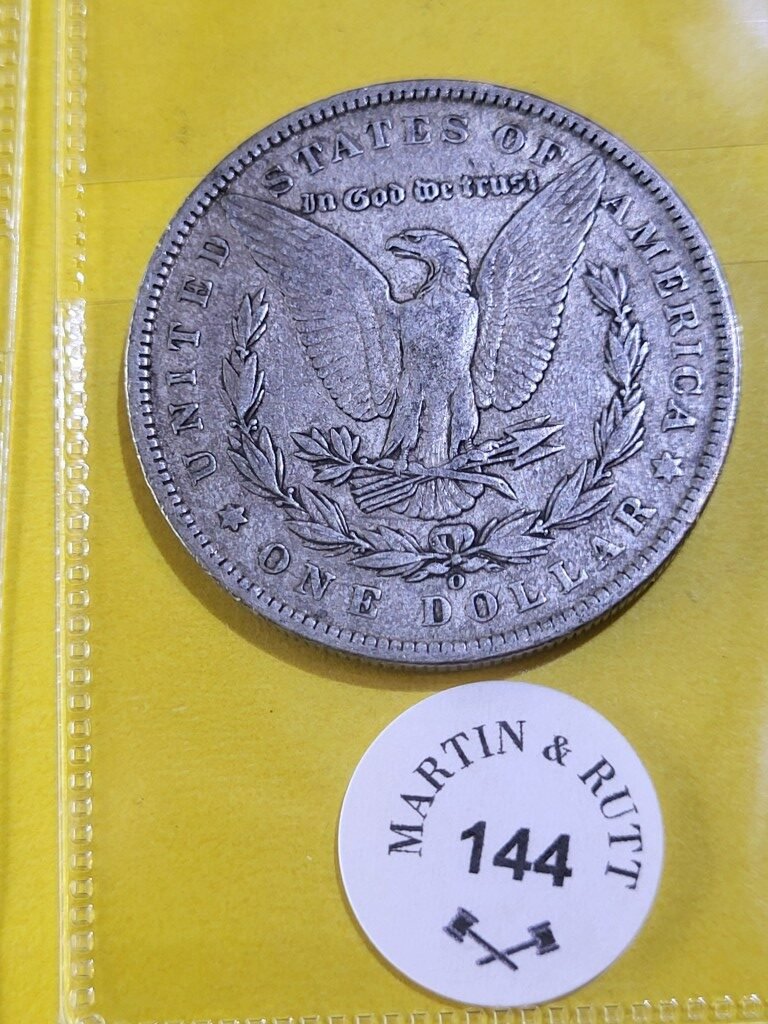 UNITED STATES OF AMERICA
In God we trust
O
ONE DOLLAR
MARTIN & RUTT
144